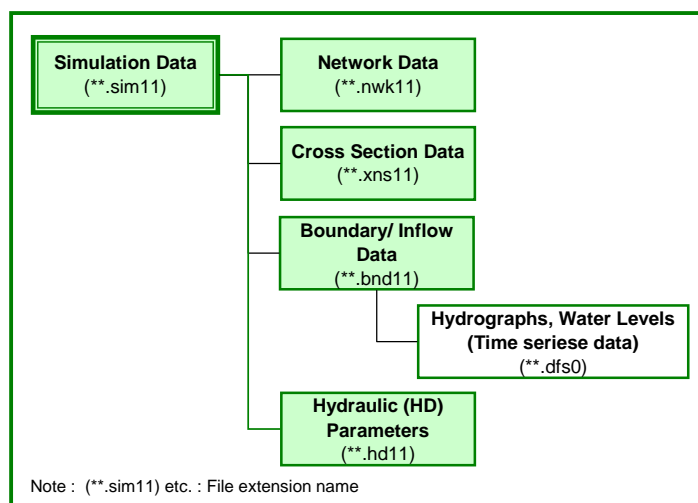 Simulation Data
(**.sim11)
Network Data
(**.nwk11)
Cross Section Data
(**.xns11)
Boundary/ Inflow
Data
(**.bnd11)
Hydrographs, Water Levels
(Time seriese data)
(**.dfs0)
Hydraulic (HD)
Parameters
(**.hd11)
Note :  (**.sim11) etc. : File extension name